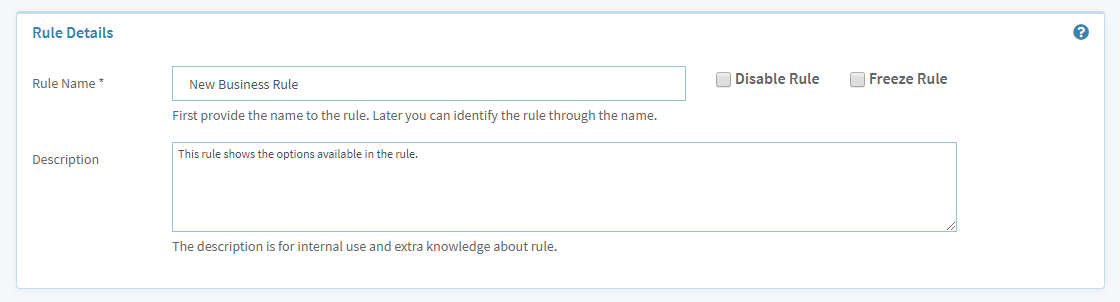 Rule Details
Rule Name *
New Business Rule
Disable Rule
Freeze Rule
First provide the name to the rule. Later you can identify the rule through the name.
Description
This rule shows the options available in the rule.
The description is for internal use and extra knowledge about rule.